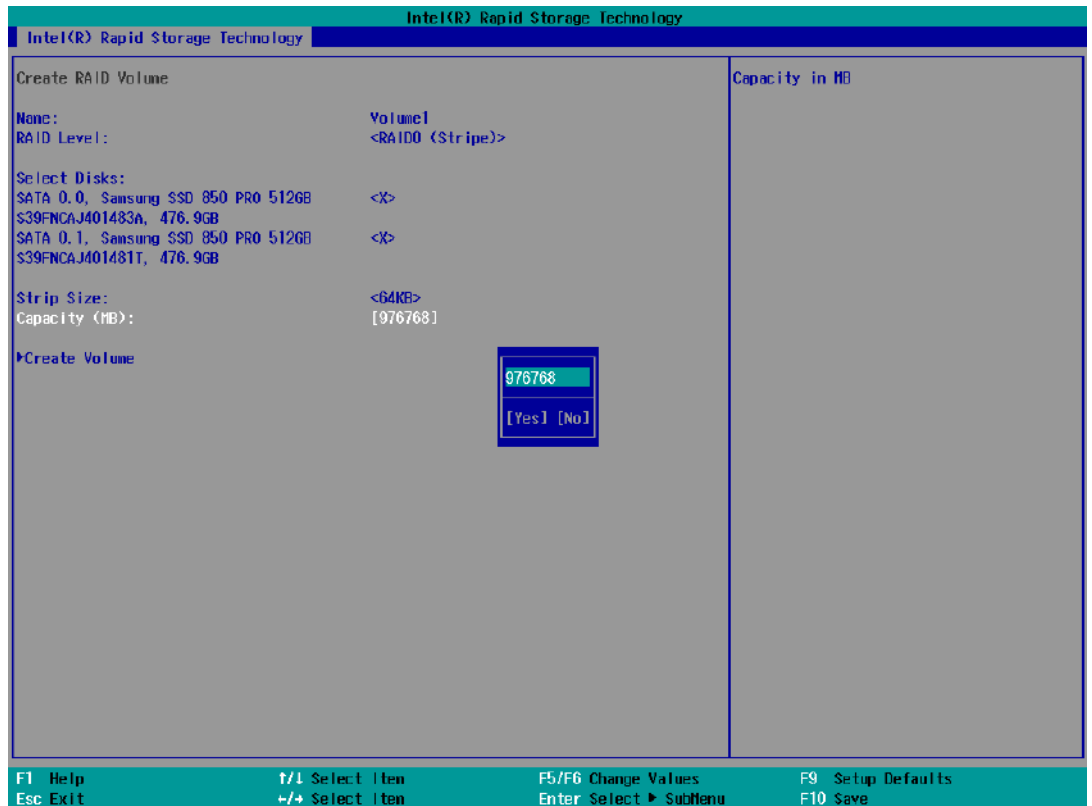 Intel(R) Rapid Storage Technology
Intel(R) Rapid Storage Technology
Create RAID Volume
Capacity in MB
Name: Volume1
RAID Level: <RAID0 (Stripe)>
Select Disks:
SATA 0.0, Samsung SSD 850 PRO 512GB <X>
S39FNCAJ401483A, 476.9GB
SATA 0.1, Samsung SSD 850 PRO 512GB <X>
S39FNCAJ401481T, 476.9GB
Strip Size: <64KB>
Capacity (MB): [976768]
▶Create Volume
976768
[Yes] [No]
F1 Help ↑/↓ Select Item F5/F6 Change Values F9 Setup Defaults
Esc Exit ←/→ Select Item Enter Select ▶ SubMenu F10 Save